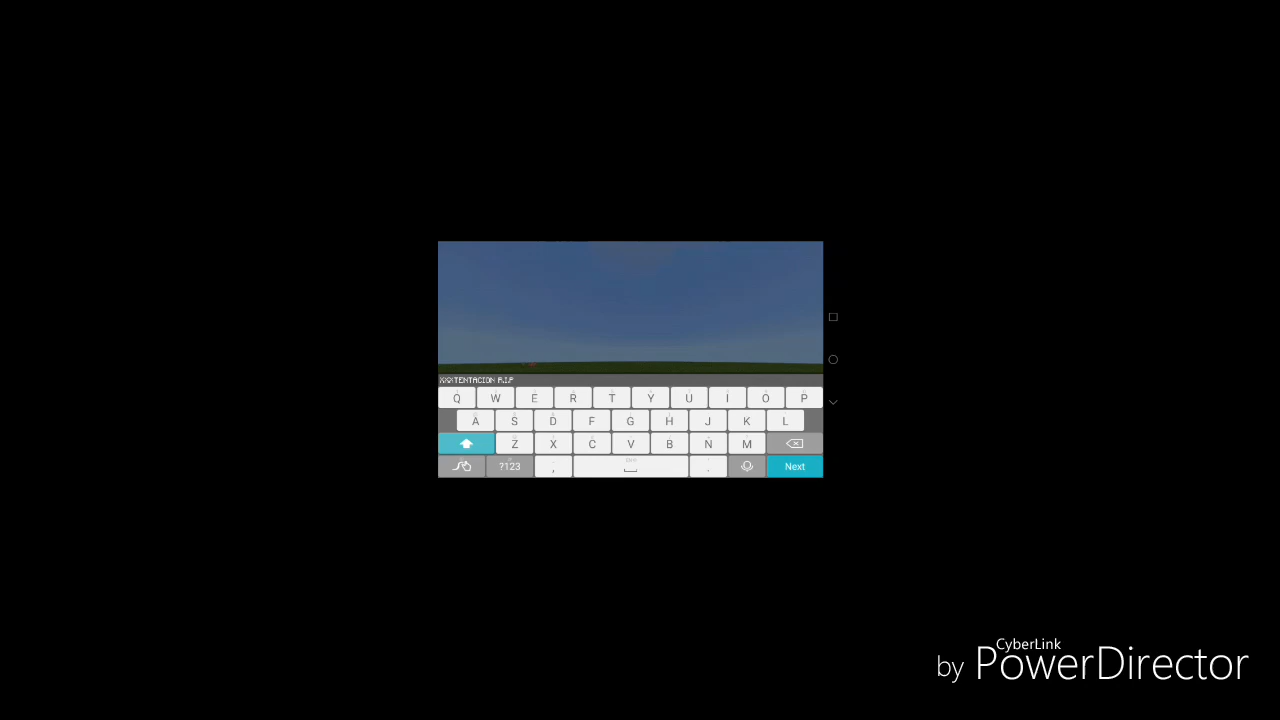 XXXTENTACION R.I.P
Q W E R T Y U I O P
A S D F G H J K L
Z X C V B N M
?123 , . Next
CyberLink
by PowerDirector